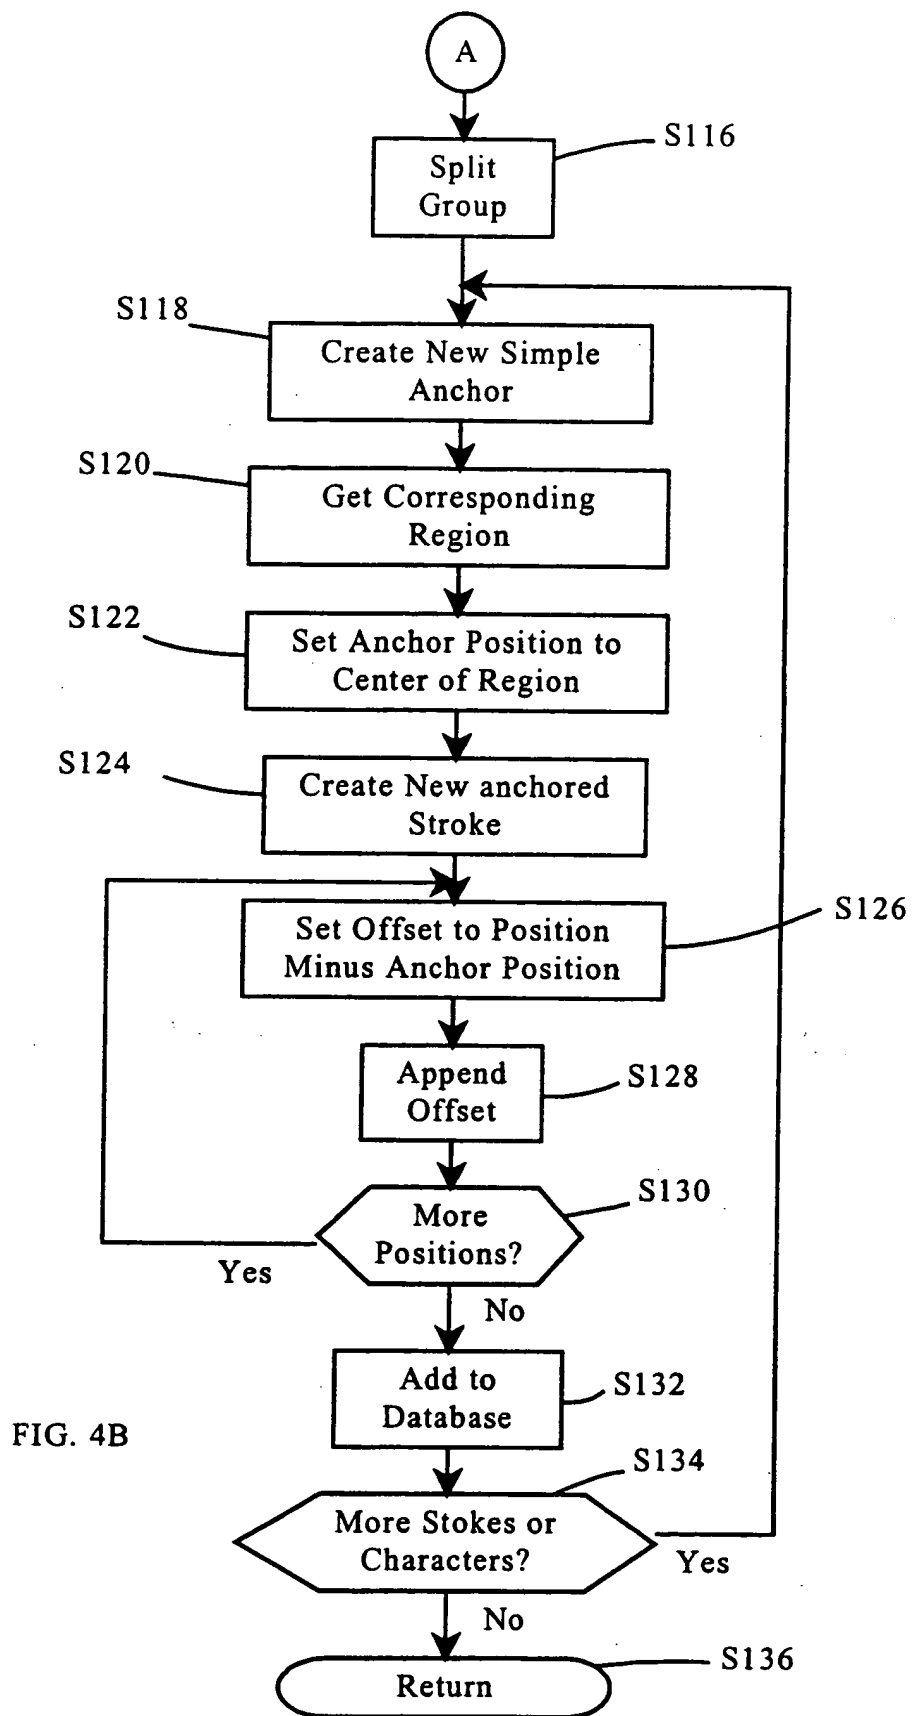 A
S116
Split
Group
S118
Create New Simple
Anchor
S120
Get Corresponding
Region
S122
Set Anchor Position to
Center of Region
S124
Create New anchored
Stroke
S126
Set Offset to Position
Minus Anchor Position
Append
Offset
S128
S130
More
Positions?
Yes
No
Add to
Database
S132
FIG. 4B
S134
More Stokes or
Characters?
Yes
No
S136
Return